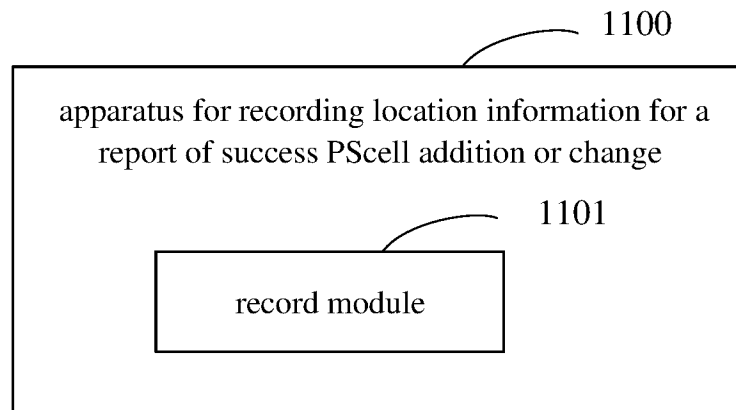 1100
apparatus for recording location information for a
report of success PScell addition or change
1101
record module